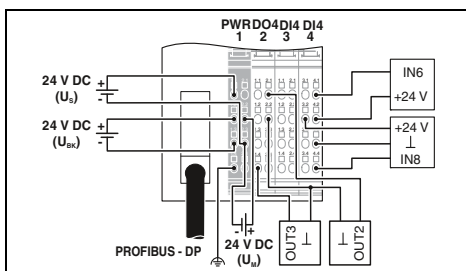 PWR DO4 DI4 DI4
1 2 3 4
24 V DC
(US)
+
-
24 V DC
(UBK)
+
-
IN6
+24 V
+24 V
⊥
IN8
- +
24 V DC
(UM)
PROFIBUS - DP
OUT3
⊥
⊥
OUT2